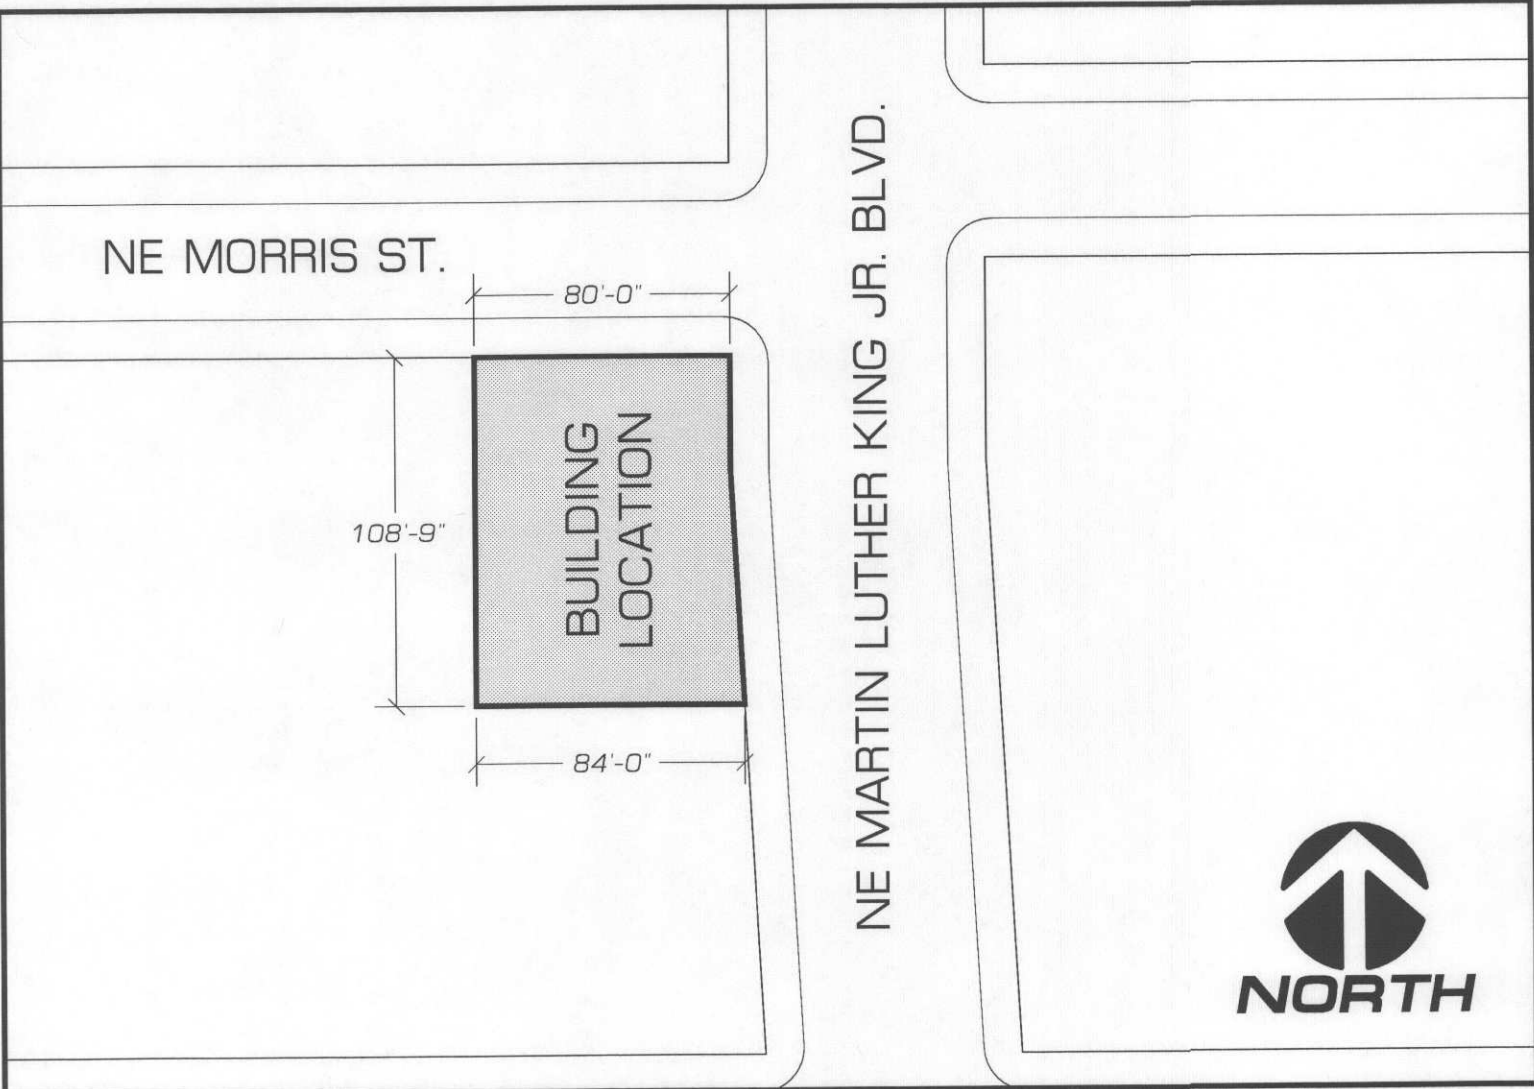 NE MORRIS ST.
80'-0"
NE MARTIN LUTHER KING JR. BLVD.
BUILDING
LOCATION
108'-9"
84'-0"
NORTH